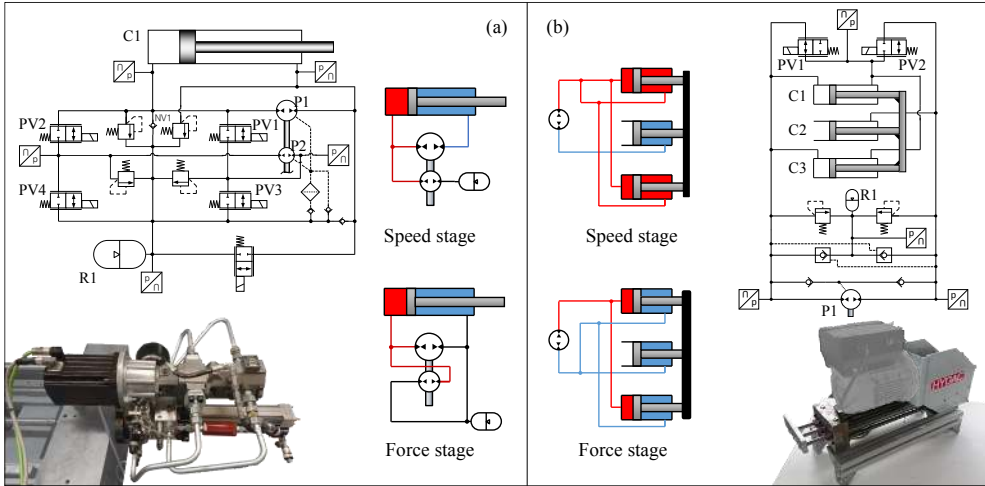 (a)
C1
n
p
p
n
P1
PV2
NV1
PV1
P2
n
p
p
n
PV4
PV3
R1
p
n
Speed stage
Force stage
(b)
Speed stage
Force stage
n
p
PV1
PV2
C1
C2
C3
R1
p
n
n
p
p
n
P1
HYDAC